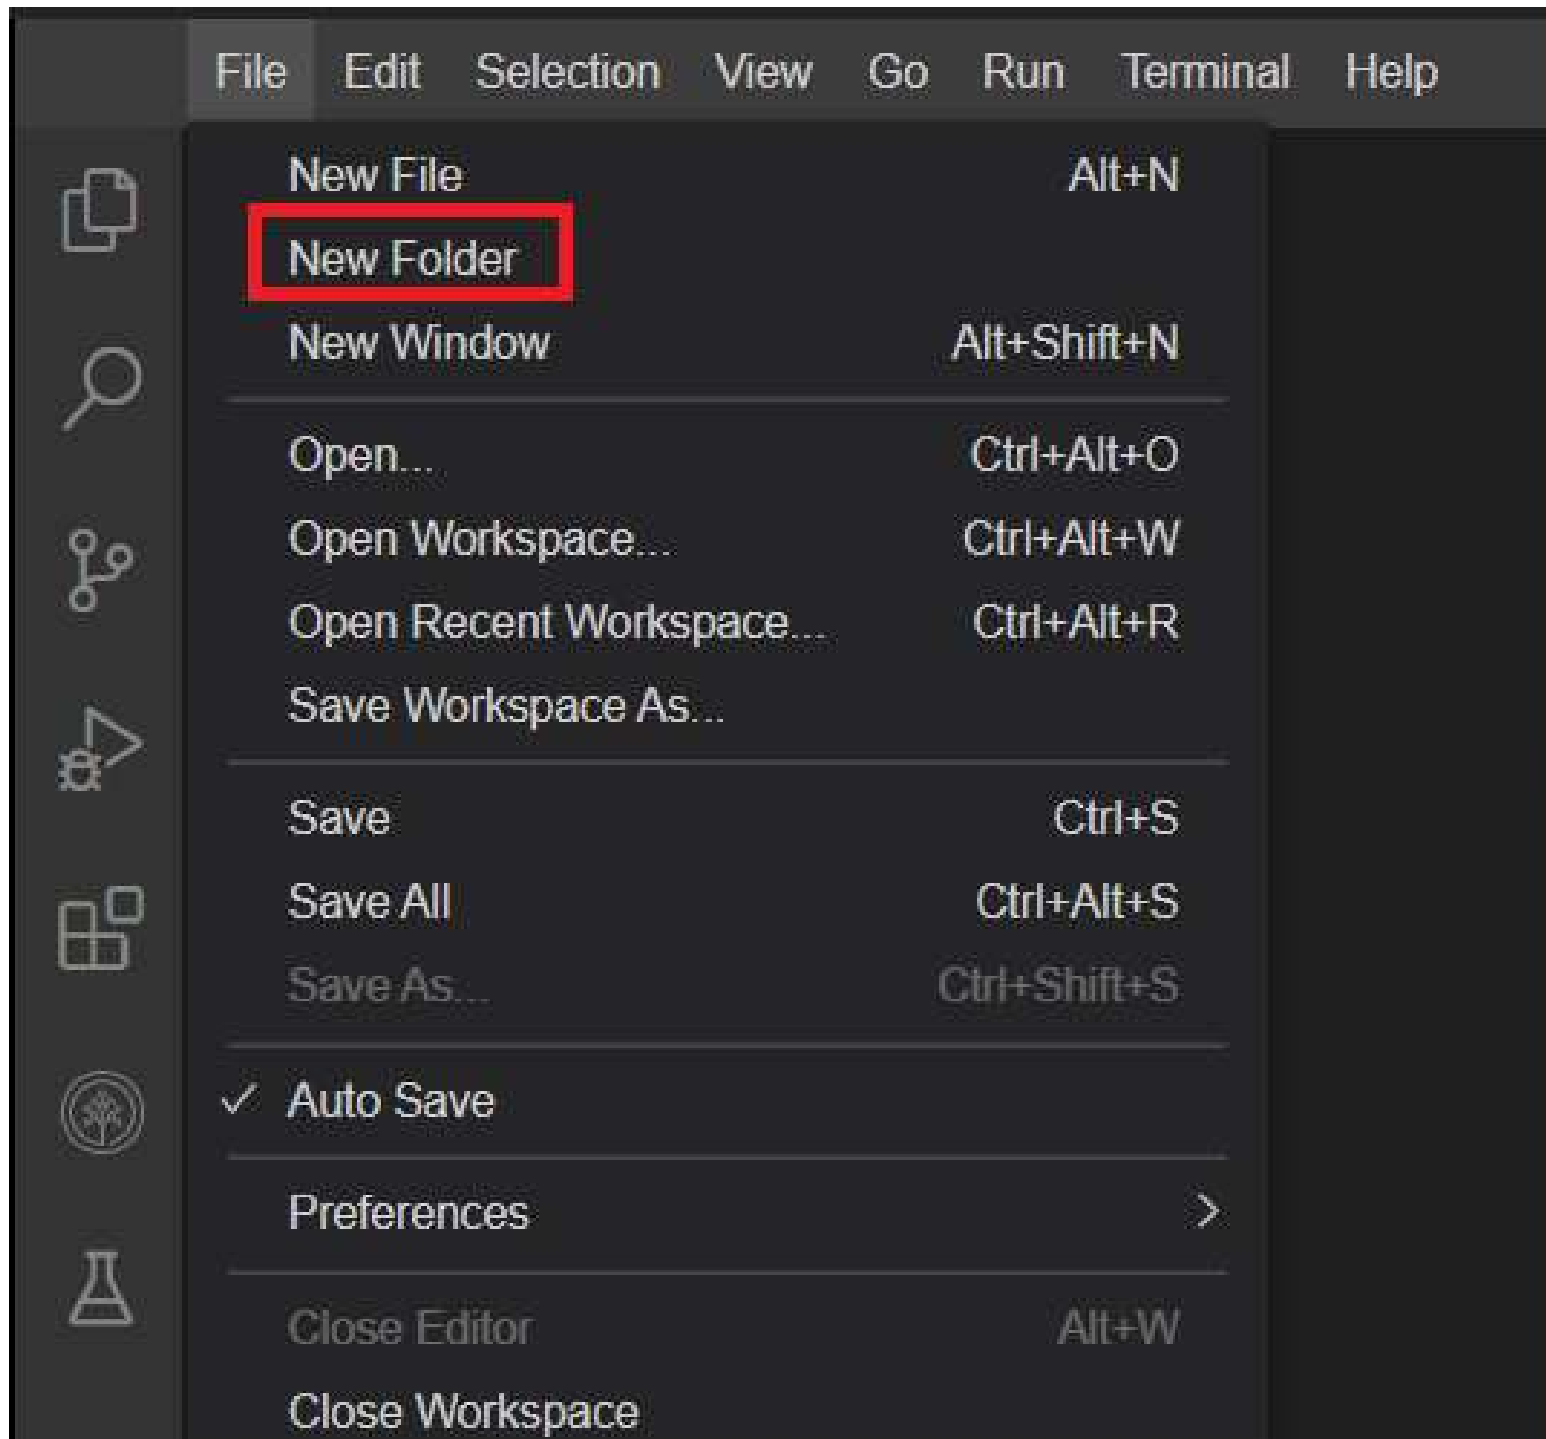 File Edit Selection View Go Run Terminal Help
New File Alt+N
New Folder
New Window Alt+Shift+N
Open... Ctrl+Alt+O
Open Workspace... Ctrl+Alt+W
Open Recent Workspace... Ctrl+Alt+R
Save Workspace As...
Save Ctrl+S
Save All Ctrl+Alt+S
Save As... Ctrl+Shift+S
Auto Save
Preferences
Close Editor Alt+W
Close Workspace